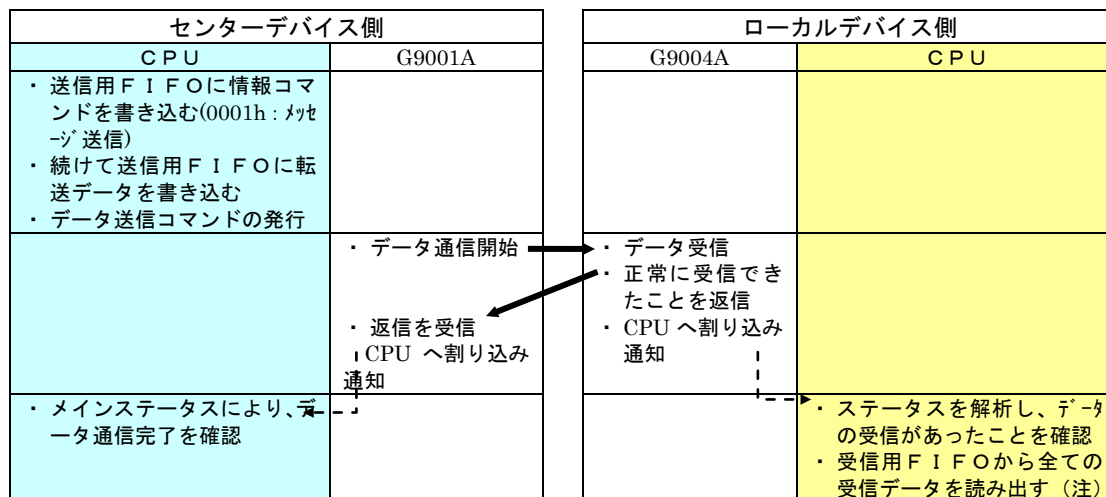 センターデバイス側
ローカルデバイス側
ＣＰＵ
G9001A
G9004A
ＣＰＵ
・ 送信用ＦＩＦＯに情報コマ
ンドを書き込む(0001h : ﾒｯｾ
ｰｼﾞ送信)
・ 続けて送信用ＦＩＦＯに転
送データを書き込む
・ データ送信コマンドの発行
・ データ通信開始
・ 返信を受信
CPU へ割り込み
通知
・ データ受信
・ 正常に受信でき
たことを返信
・ CPU へ割り込み
通知
・ メインステータスにより、デ
ータ通信完了を確認
・ ステータスを解析し、ﾃﾞｰﾀ
の受信があったことを確認
・ 受信用ＦＩＦＯから全ての
受信データを読み出す（注）